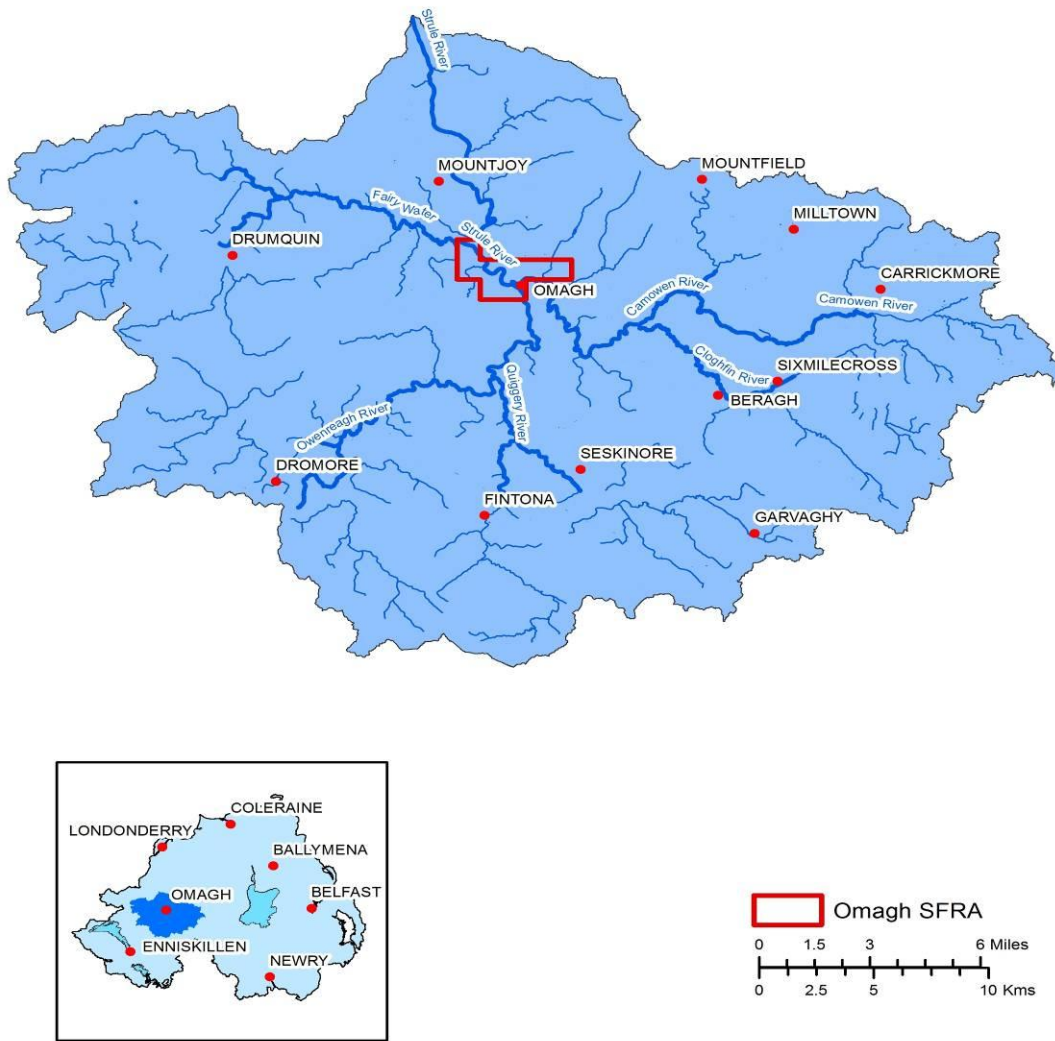 Strule River
MOUNTJOY
MOUNTFIELD
Fairy Water
MILLTOWN
Strule River
DRUMQUIN
CARRICKMORE
OMAGH
Camowen River
Camowen River
Cloghfin River
SIXMILECROSS
BERAGH
Quiggery River
Owenreagh River
SESKINORE
DROMORE
FINTONA
GARVAGHY
COLERAINE
LONDONDERRY
BALLYMENA
OMAGH
BELFAST
ENNISKILLEN
NEWRY
Omagh SFRA
0 1.5 3 6 Miles
0 2.5 5 10 Kms